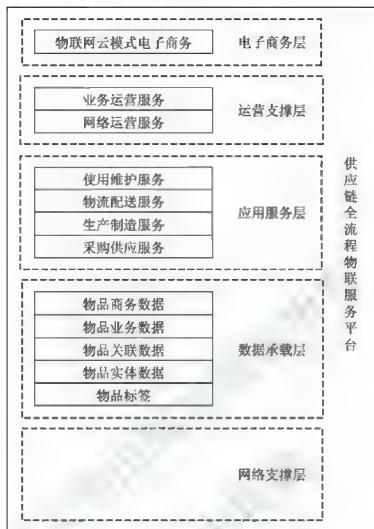 物联网云模式电子商务
电子商务层
业务运营服务
网络运营服务
运营支撑层
使用维护服务
物流配送服务
生产制造服务
采购供应服务
应用服务层
物品商务数据
物品业务数据
物品关联数据
物品实体数据
物品标签
数据承载层
网络支撑层
供应链全流程物联服务平台